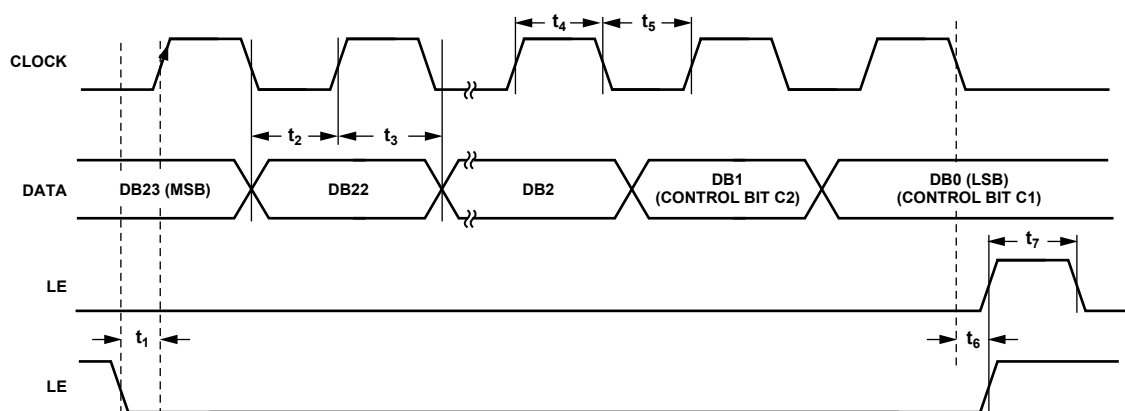 t4
t5
CLOCK
t2
t3
DATA
DB23 (MSB)
DB22
DB2
DB1
(CONTROL BIT C2)
DB0 (LSB)
(CONTROL BIT C1)
t7
LE
t1
t6
LE